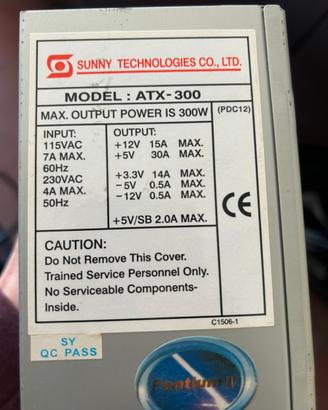 SUNNY TECHNOLOGIES CO., LTD.
MODEL : ATX-300
MAX. OUTPUT POWER IS 300W
(PDC12)
INPUT:
115VAC
7A MAX.
60Hz
230VAC
4A MAX.
50Hz
OUTPUT:
+12V 15A MAX.
+5V 30A MAX.
+3.3V 14A MAX.
-5V 0.5A MAX.
-12V 0.5A MAX.
+5V/SB 2.0A MAX.
CE
CAUTION:
Do Not Remove This Cover.
Trained Service Personnel Only.
No Serviceable Components-
Inside.
C1506-1
SY
QC PASS
Pentium IV